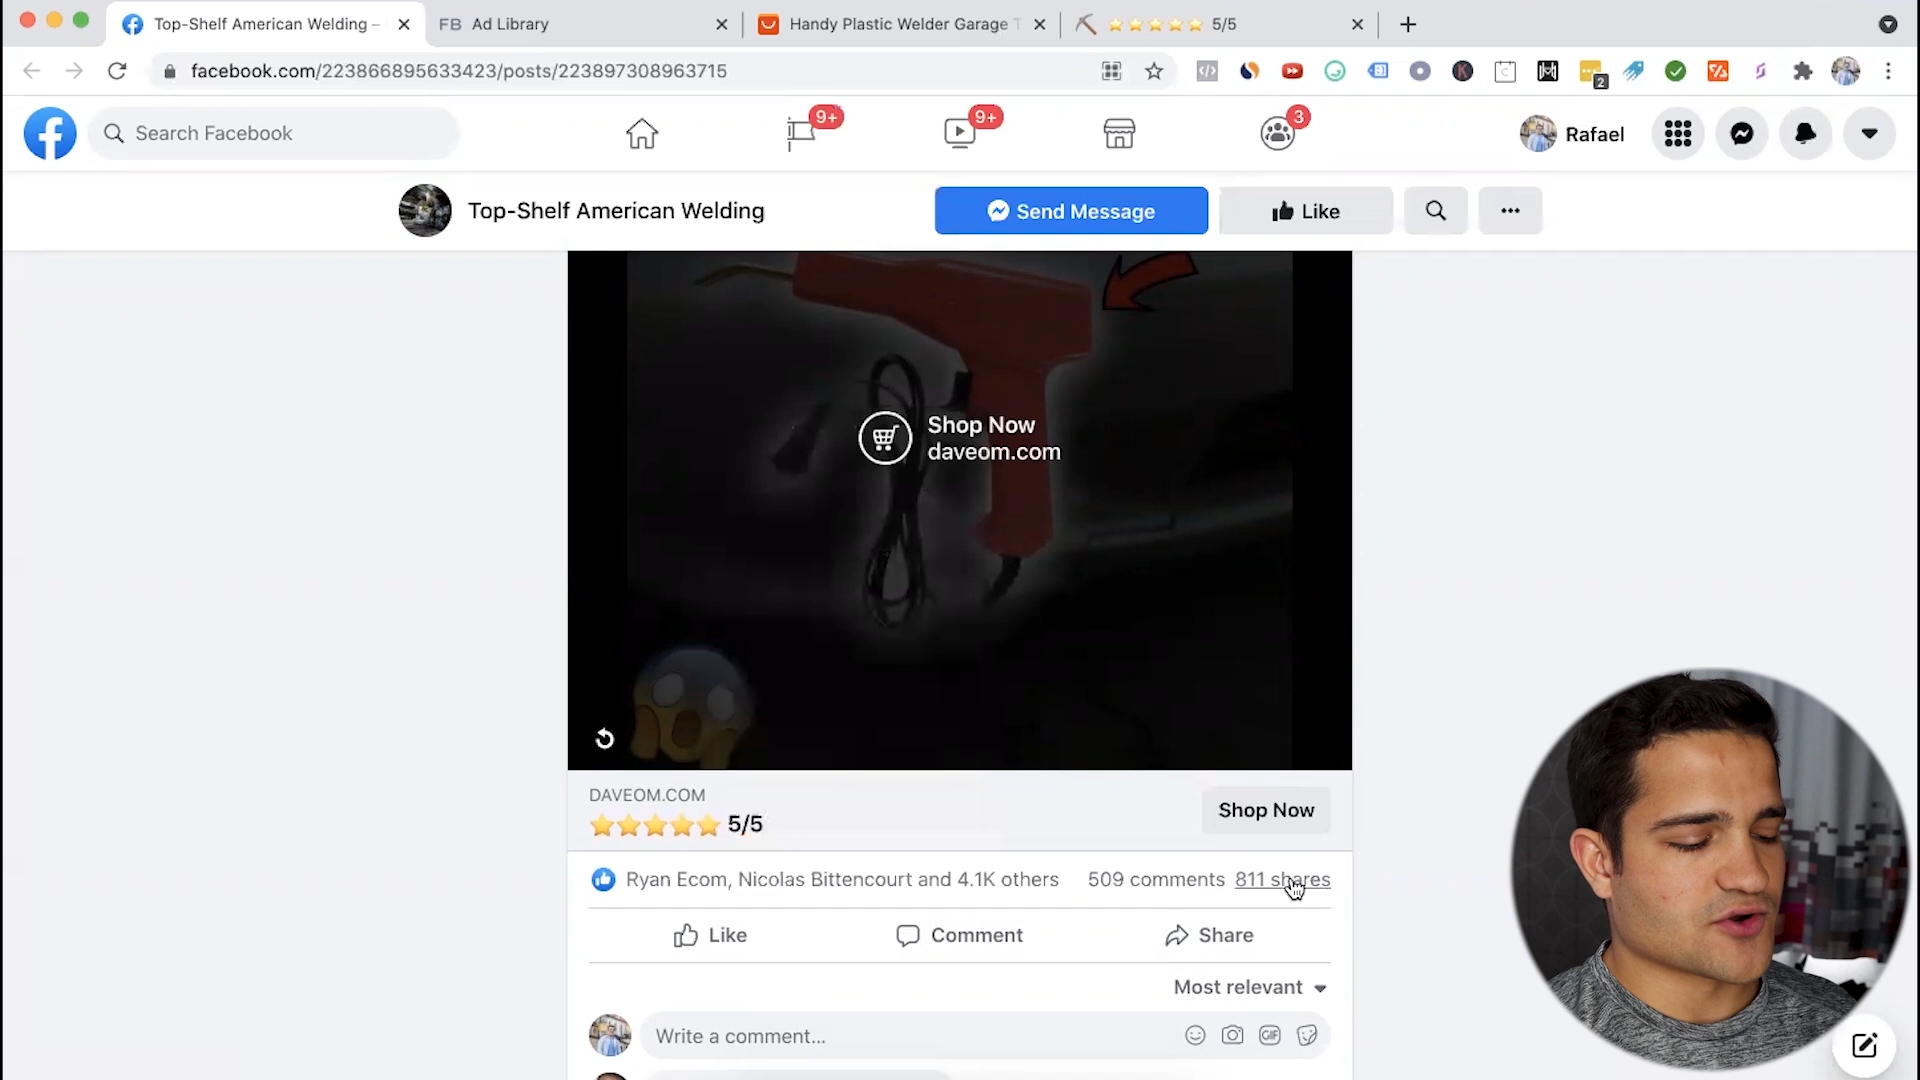 Top-Shelf American Welding –
FB Ad Library
Handy Plastic Welder Garage T
5/5
facebook.com/223866895633423/posts/223897308963715
2
Search Facebook
9+
9+
3
Rafael
Top-Shelf American Welding
Send Message
Like
Shop Now
daveom.com
DAVEOM.COM
5/5
Shop Now
Ryan Ecom, Nicolas Bittencourt and 4.1K others
509 comments
811 shares
Like
Comment
Share
Most relevant
Write a comment...
GIF